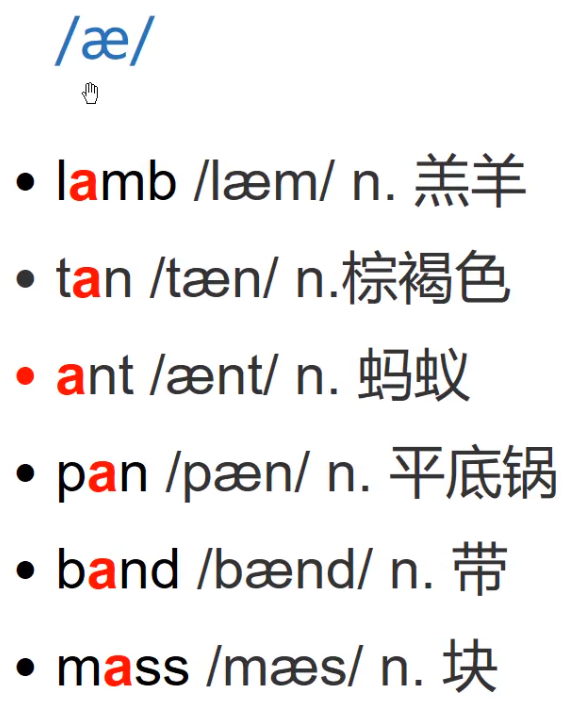 /æ/
• lamb /læm/ n. 羔羊
• tan /tæn/ n.棕褐色
• ant /ænt/ n. 蚂蚁
• pan /pæn/ n. 平底锅
• band /bænd/ n. 带
• mass /mæs/ n. 块